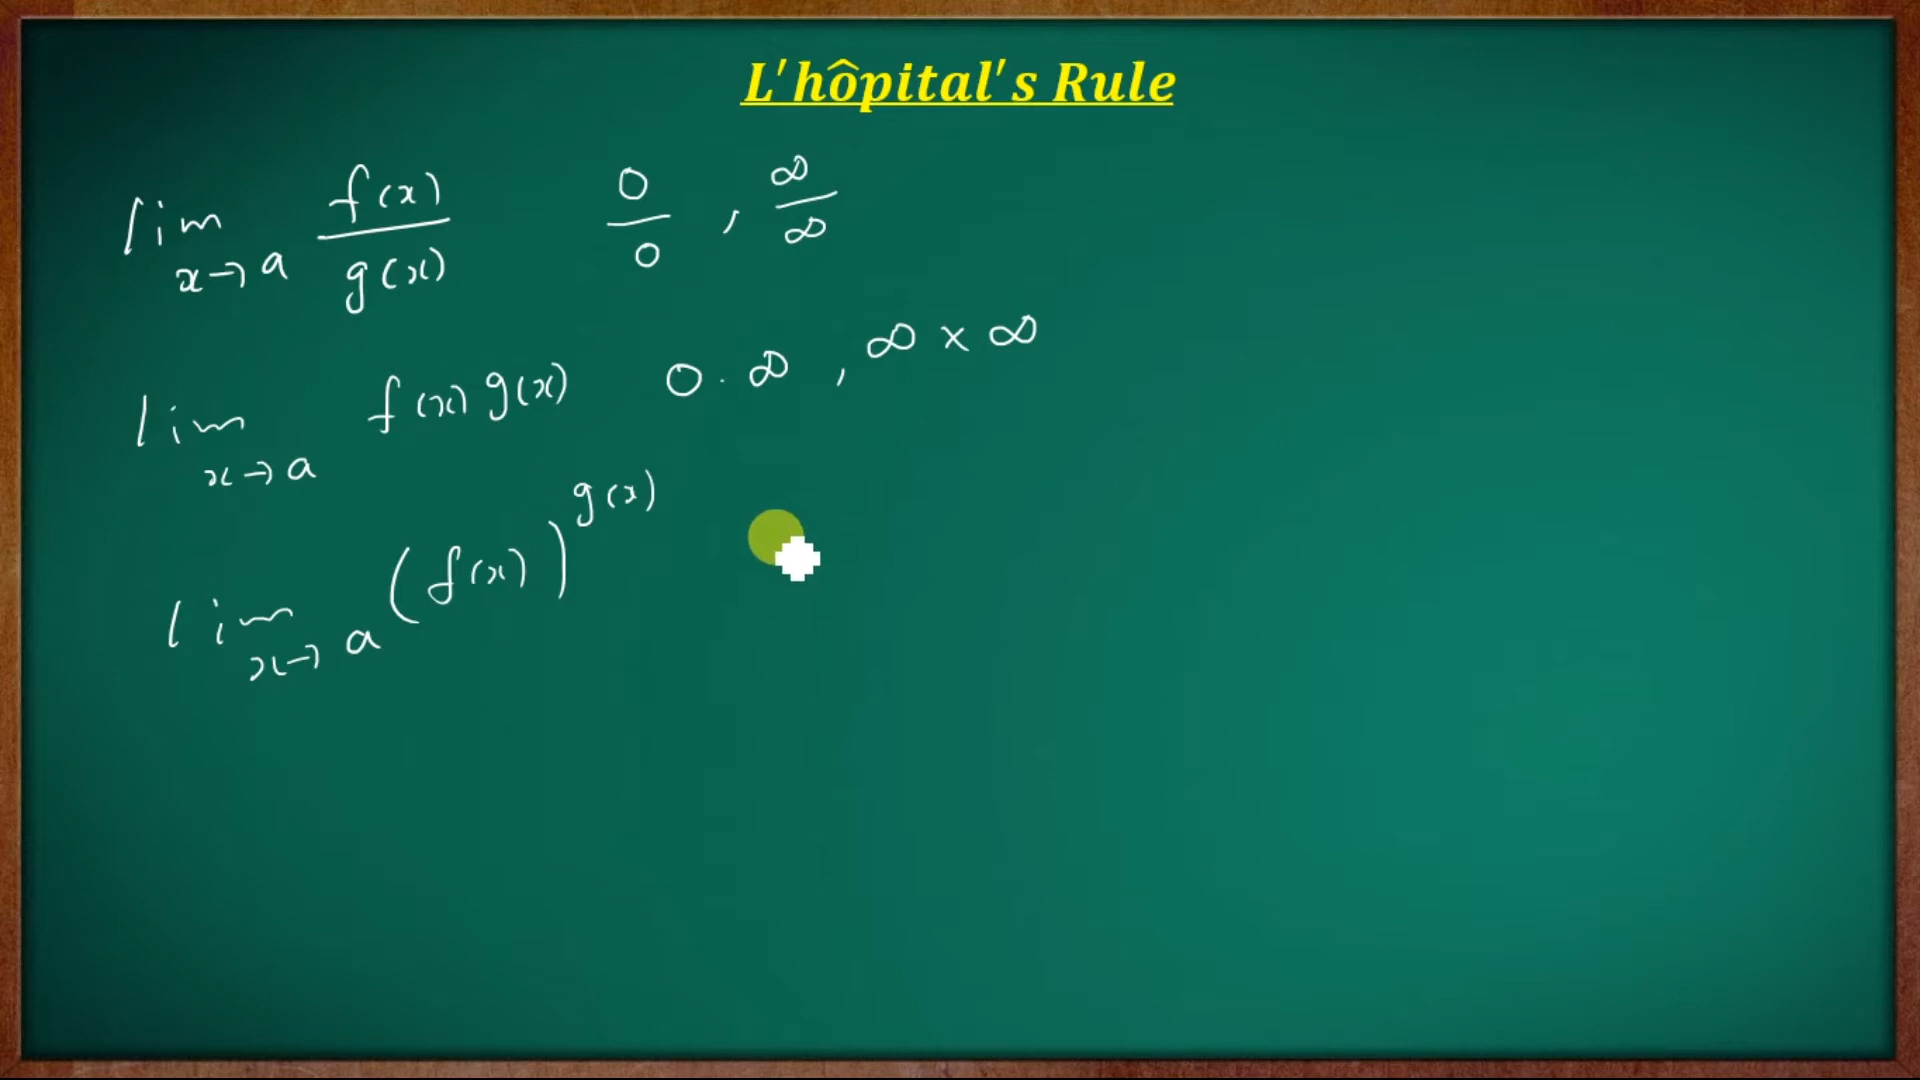 L'hôpital's Rule
lim x→a f(x)/g(x) 0/0 , ∞/∞
lim x→a f(x) g(x) 0·∞ , ∞ × ∞
lim x→a (f(x))^g(x)